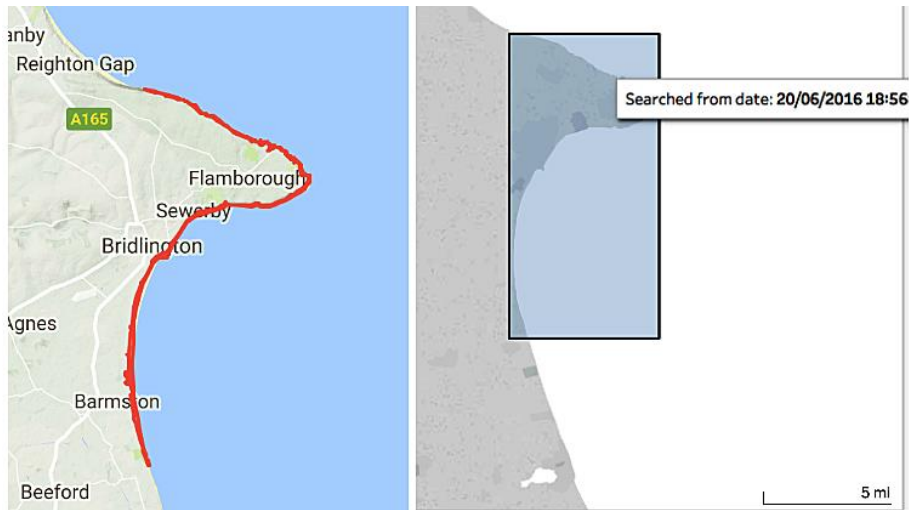 anby
Reighton Gap
A165
Flamborough
Sewerby
Bridlington
Agnes
Barmston
Beeford
Searched from date: 20/06/2016 18:56
5 ml